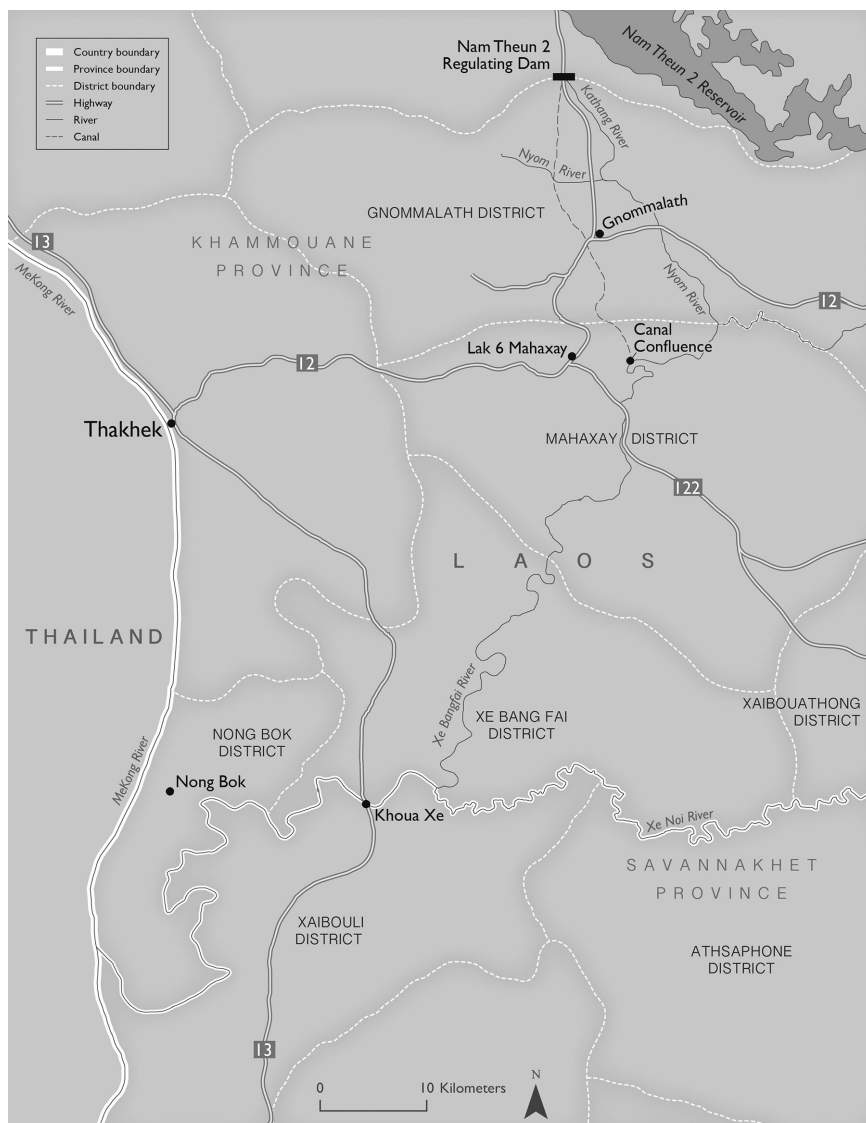 Country boundary
Province boundary
District boundary
Highway
River
Canal
Nam Theun 2
Regulating Dam
Nam Theun 2 Reservoir
Kathang River
Nyom River
GNOMMALATH DISTRICT
Gnommalath
13
KHAMMOUANE
PROVINCE
MeKong River
Nyom River
12
Canal
Confluence
Lak 6 Mahaxay
12
Thakhek
MAHAXAY DISTRICT
122
LAOS
THAILAND
Xe Bangfai River
XE BANG FAI
DISTRICT
XAIBOUATHONG
DISTRICT
NONG BOK
DISTRICT
MeKong River
Nong Bok
Khoua Xe
Xe Noi River
SAVANNAKHET
PROVINCE
XAIBOULI
DISTRICT
ATHSAPHONE
DISTRICT
13
0 10 Kilometers
N